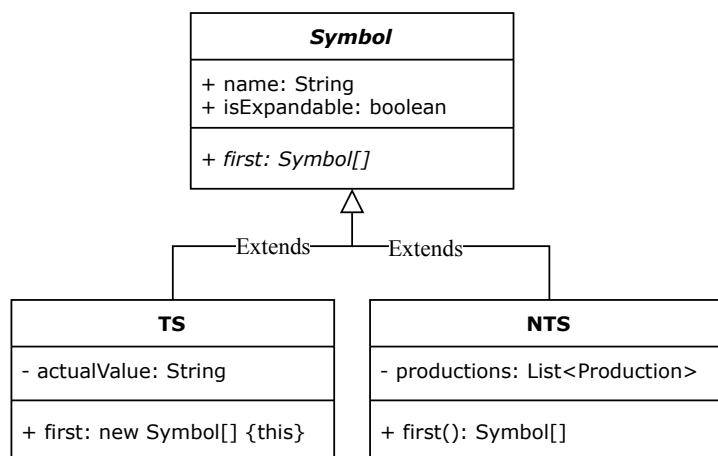 Symbol
+ name: String
+ isExpandable: boolean
+ first: Symbol[]
Extends Extends
TS
- actualValue: String
+ first: new Symbol[] {this}
NTS
- productions: List<Production>
+ first(): Symbol[]